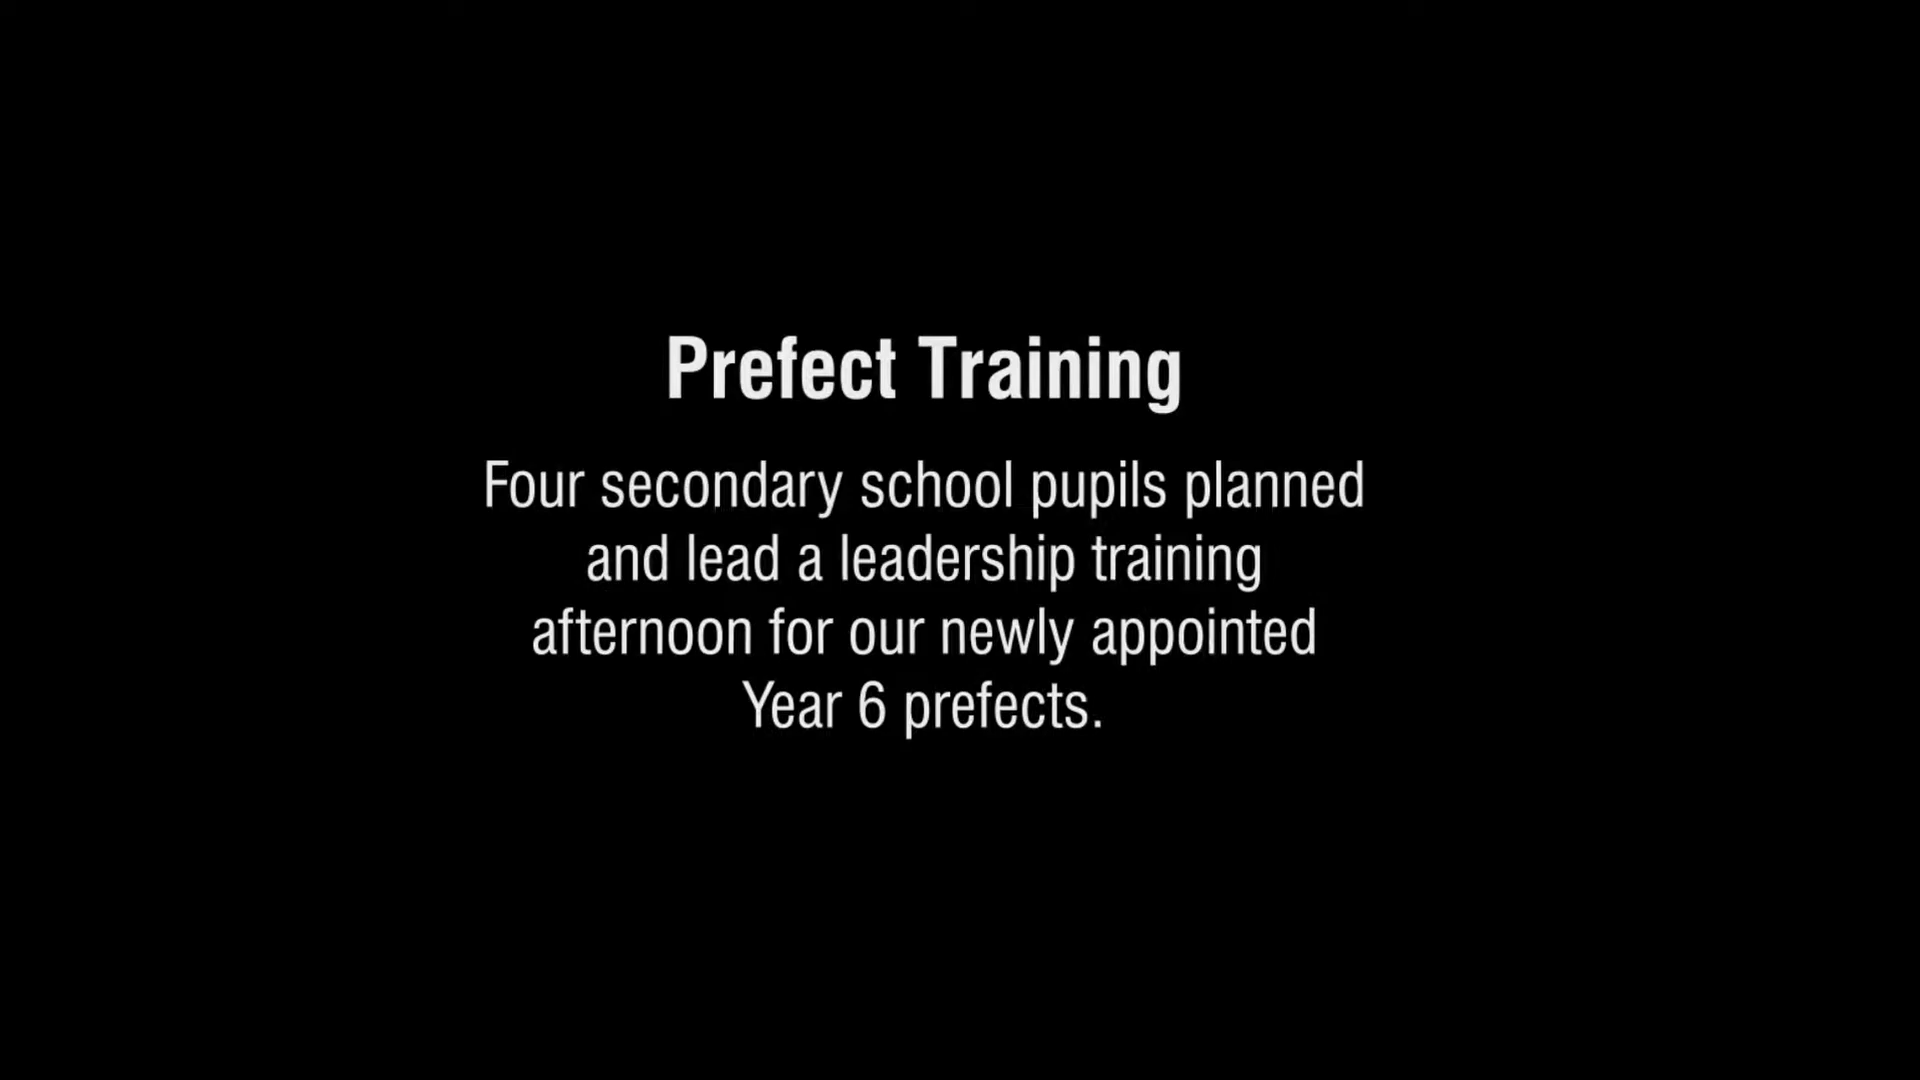 Prefect Training
Four secondary school pupils planned
and lead a leadership training
afternoon for our newly appointed
Year 6 prefects.